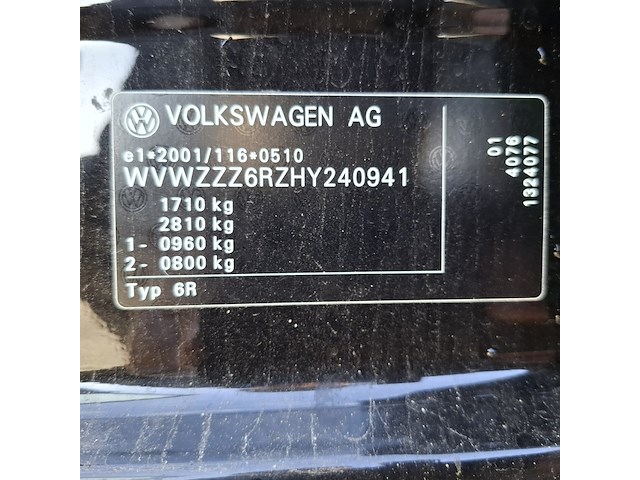 VOLKSWAGEN AG
e1*2001/116*0510
WVWZZZ6RZHY240941
1710 kg
2810 kg
1- 0960 kg
2- 0800 kg
Typ 6R
01
4076
1324077